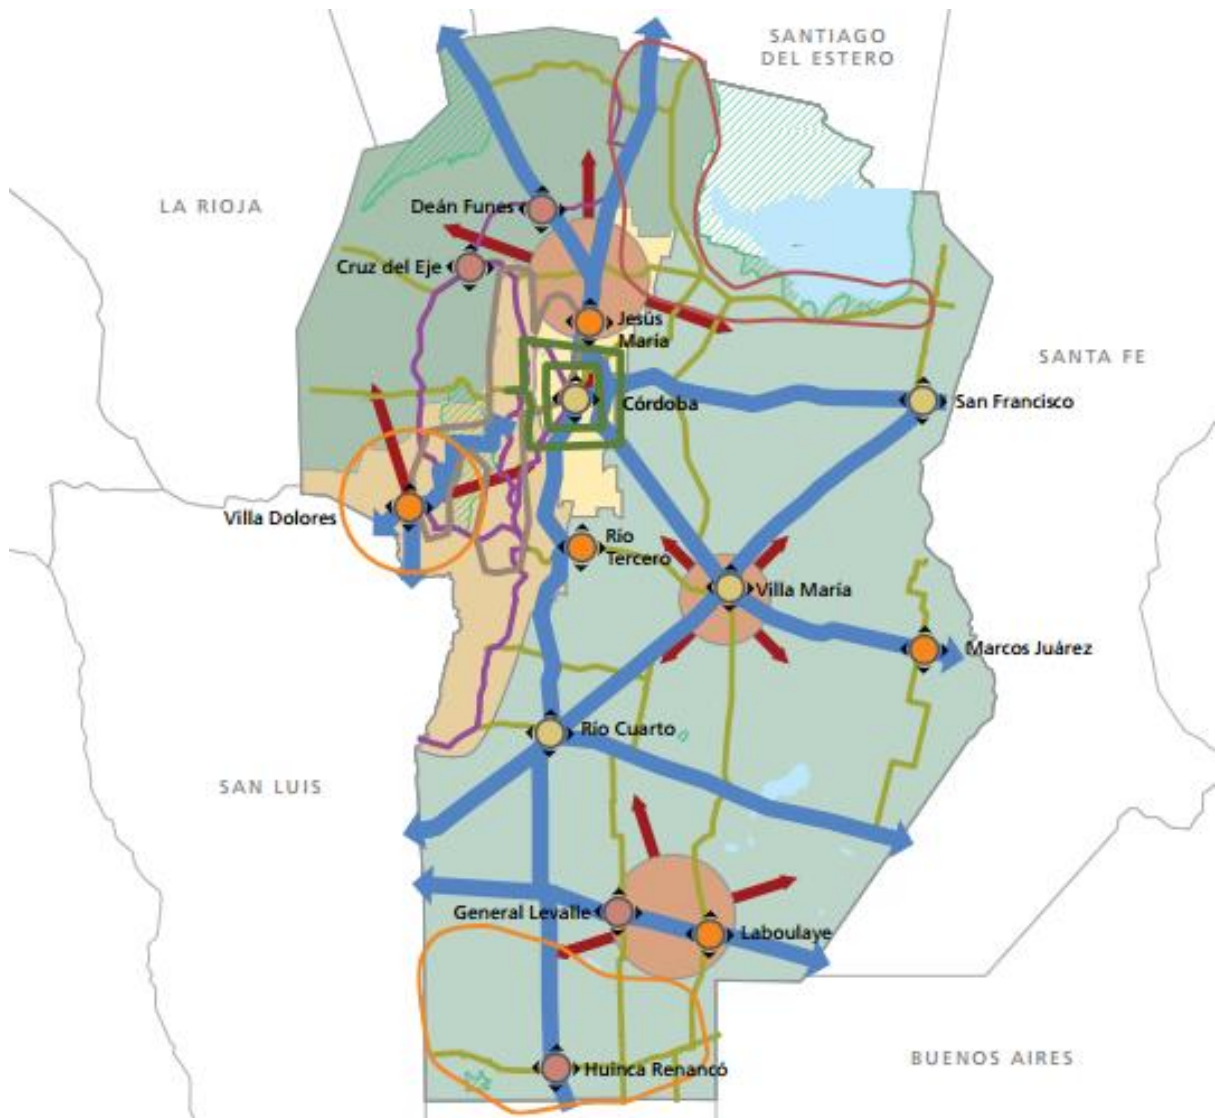 SANTIAGO
DEL ESTERO
LA RIOJA
Deán Funes
Cruz del Eje
Jesús
María
SANTA FE
Córdoba
San Francisco
Villa Dolores
Río
Tercero
Villa María
Marcos Juárez
Río Cuarto
SAN LUIS
General Levalle
Laboulaye
BUENOS AIRES
Huinca Renancó